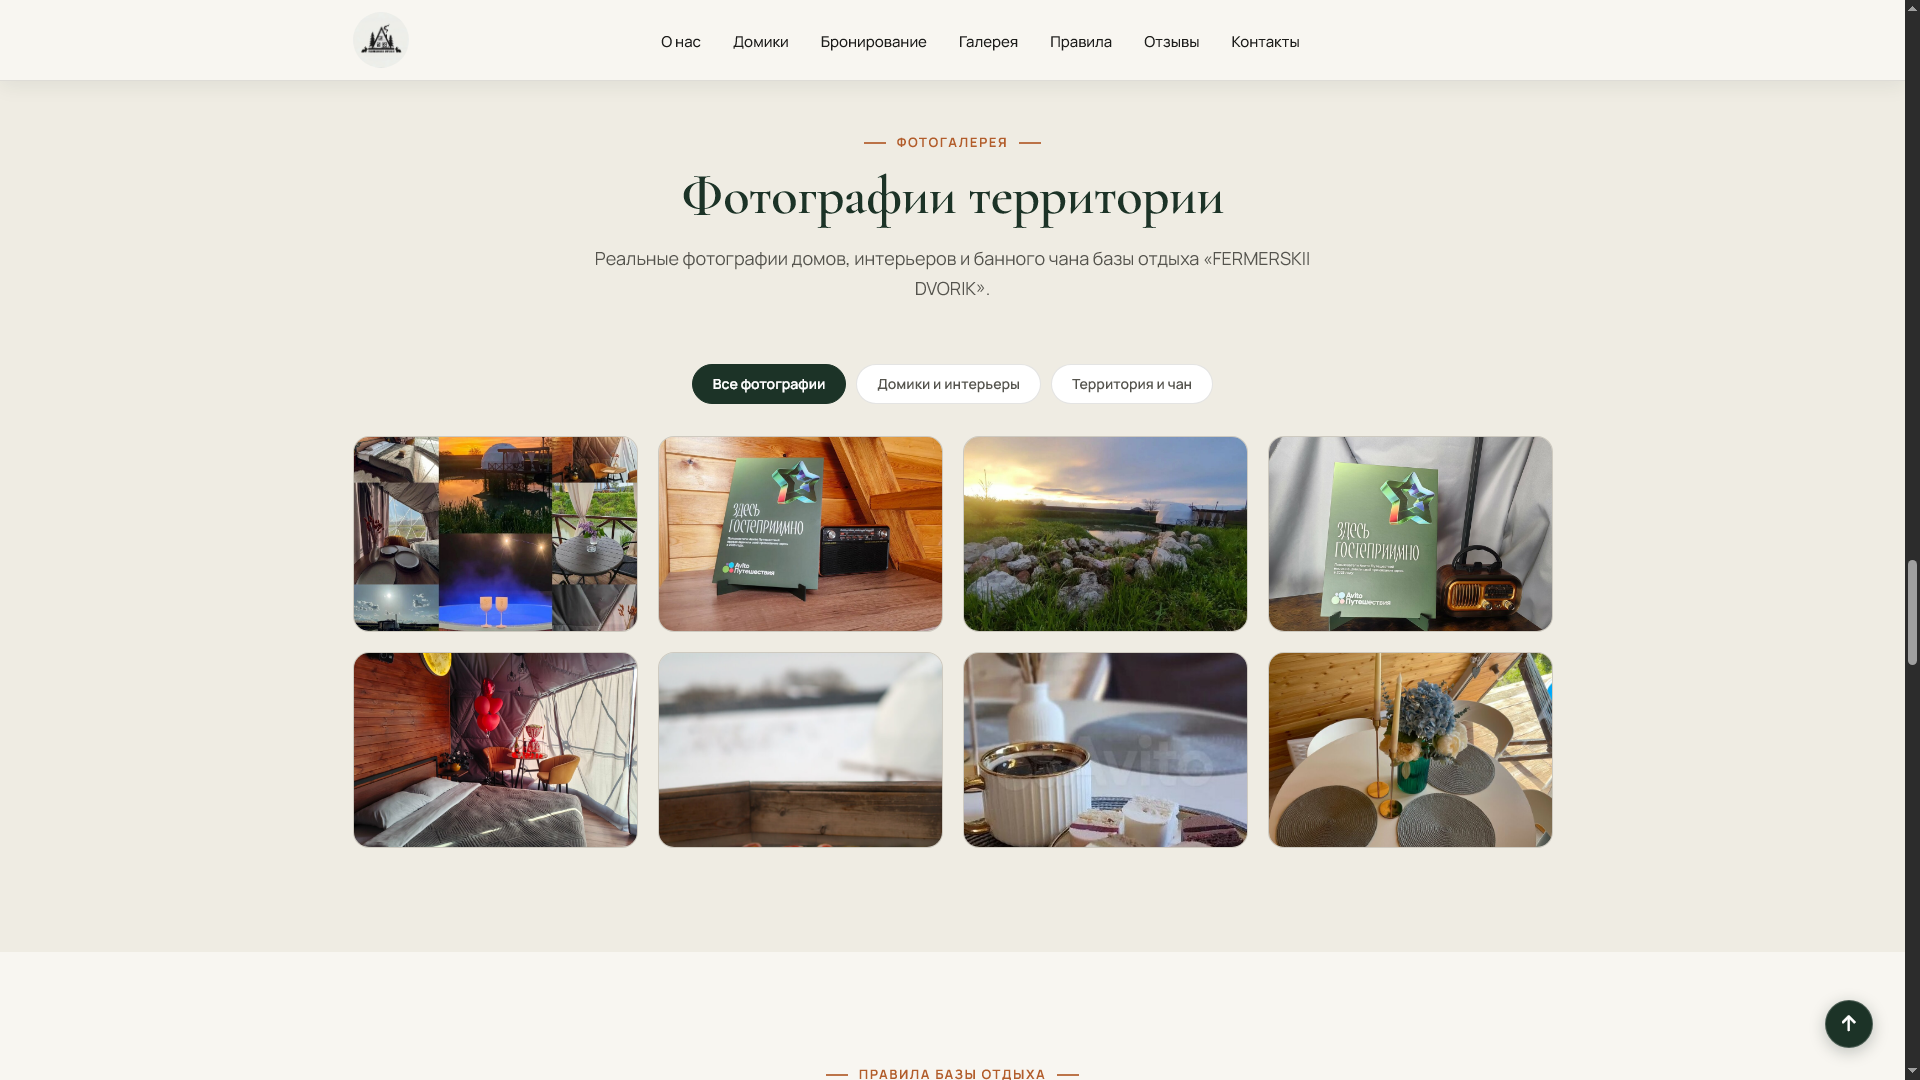 О нас
Домики
Бронирование
Галерея
Правила
Отзывы
Контакты
ФОТОГАЛЕРЕЯ
Фотографии территории
Реальные фотографии домов, интерьеров и банного чана базы отдыха «FERMERSKII
DVORIK».
Все фотографии
Домики и интерьеры
Территория и чан
ЗДЕСЬ
ГОСТЕПРИИМНО
Avito
Путешествия
ЗДЕСЬ
ГОСТЕПРИИМНО
Avito
Путешествия
Avito
ПРАВИЛА БАЗЫ ОТДЫХА